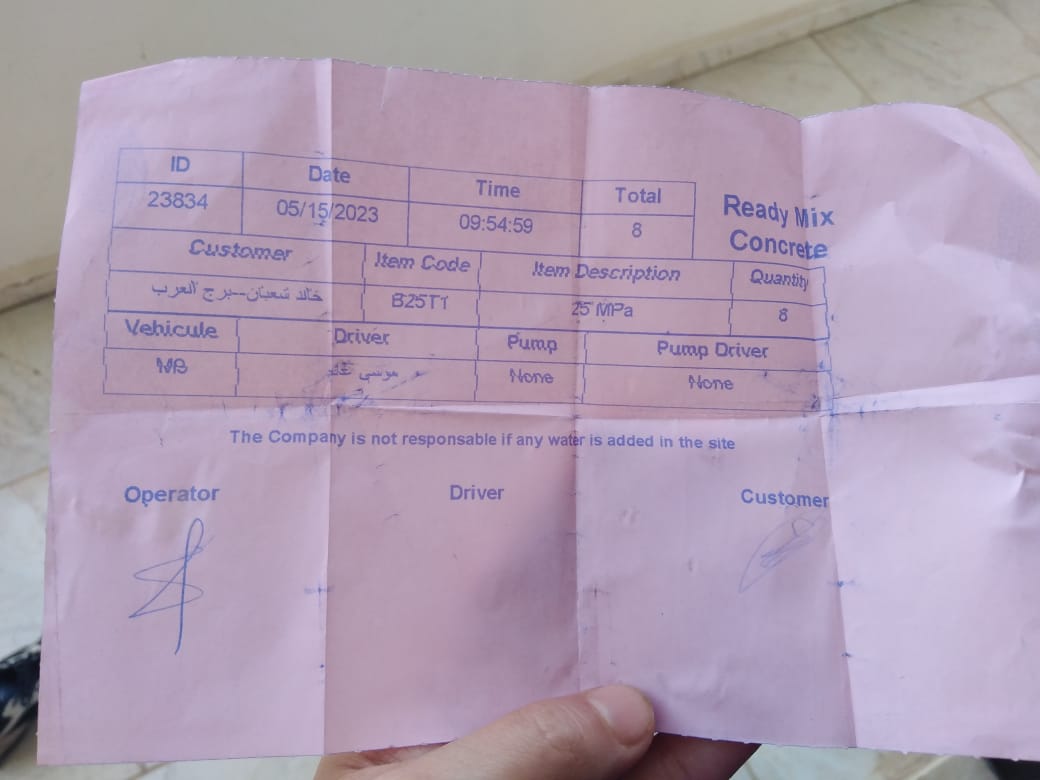 ID Date Time Total
23834 05/15/2023 09:54:59 8
Ready Mix
Concrete
Customer Item Code Item Description Quantity
خالد شعبان--برج العرب B25T1 25 MPa 8
Vehicule Driver Pump Pump Driver
M8 موسى None None
The Company is not responsable if any water is added in the site
Operator Driver Customer